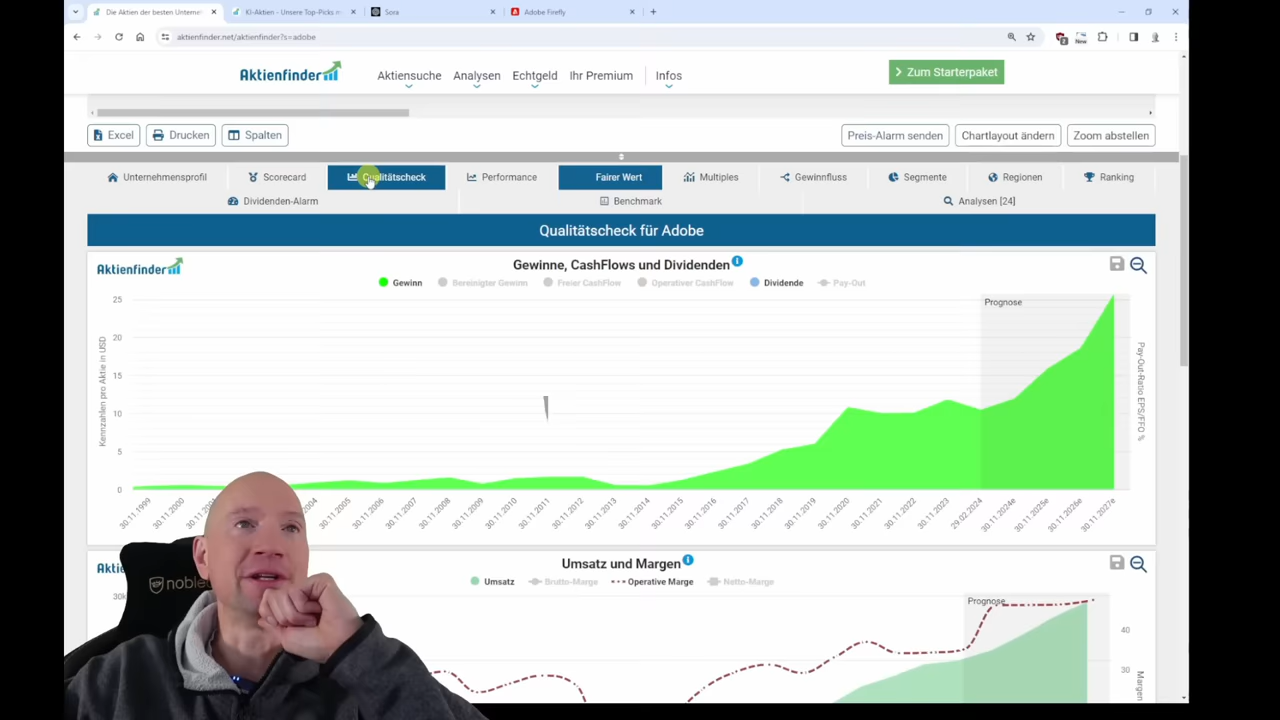 Die Aktien der besten Unterne
KI-Aktien - Unsere Top-Picks m
Sora
Adobe Firefly
aktienfinder.net/aktienfinder?s=adobe
New
Aktienfinder
Aktiensuche
Analysen
Echtgeld
Ihr Premium
Infos
Zum Starterpaket
Excel
Drucken
Spalten
Preis-Alarm senden
Chartlayout ändern
Zoom abstellen
Unternehmensprofil
Scorecard
Qualitätscheck
Performance
Fairer Wert
Multiples
Gewinnfluss
Segmente
Regionen
Ranking
Dividenden-Alarm
Benchmark
Analysen [24]
Qualitätscheck für Adobe
Aktienfinder
Gewinne, CashFlows und Dividenden
Gewinn
Bereinigter Gewinn
Freier CashFlow
Operativer CashFlow
Dividende
Pay-Out
Kennzahlen pro Aktie in USD
25
20
15
10
5
0
Prognose
Pay-Out-Ratio EPS/FFO %
30.11.1999
30.11.2000
30.11.2005
30.11.2006
30.11.2007
30.11.2008
30.11.2009
30.11.2010
30.11.2011
30.11.2012
30.11.2013
30.11.2014
30.11.2015
30.11.2016
30.11.2017
30.11.2018
30.11.2019
30.11.2020
30.11.2021
30.11.2022
30.11.2023
29.02.2024
30.11.2024e
30.11.2025e
30.11.2026e
30.11.2027e
Umsatz und Margen
Umsatz
Brutto-Marge
Operative Marge
Netto-Marge
30k
Prognose
40
30
Margen
noble